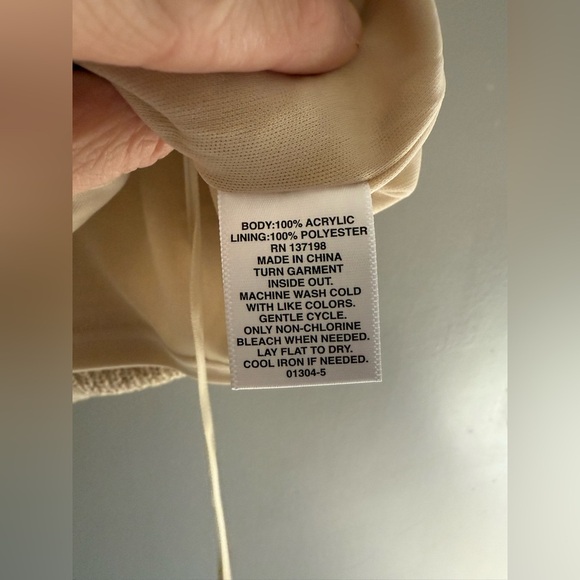 BODY:100% ACRYLIC
LINING:100% POLYESTER
RN 137198
MADE IN CHINA
TURN GARMENT
INSIDE OUT.
MACHINE WASH COLD
WITH LIKE COLORS.
GENTLE CYCLE.
ONLY NON-CHLORINE
BLEACH WHEN NEEDED.
LAY FLAT TO DRY.
COOL IRON IF NEEDED.
01304-5